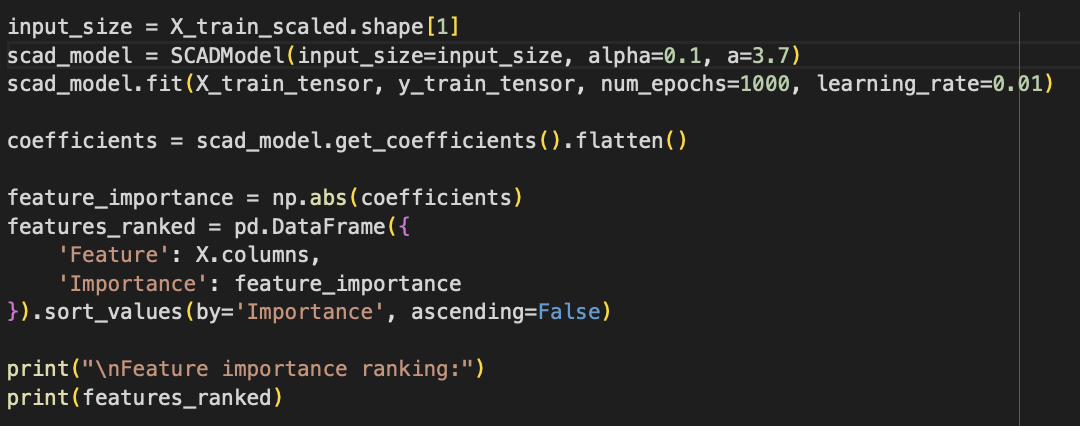 input_size = X_train_scaled.shape[1]
scad_model = SCADModel(input_size=input_size, alpha=0.1, a=3.7)
scad_model.fit(X_train_tensor, y_train_tensor, num_epochs=1000, learning_rate=0.01)
coefficients = scad_model.get_coefficients().flatten()
feature_importance = np.abs(coefficients)
features_ranked = pd.DataFrame({
    'Feature': X.columns,
    'Importance': feature_importance
}).sort_values(by='Importance', ascending=False)
print("\nFeature importance ranking:")
print(features_ranked)